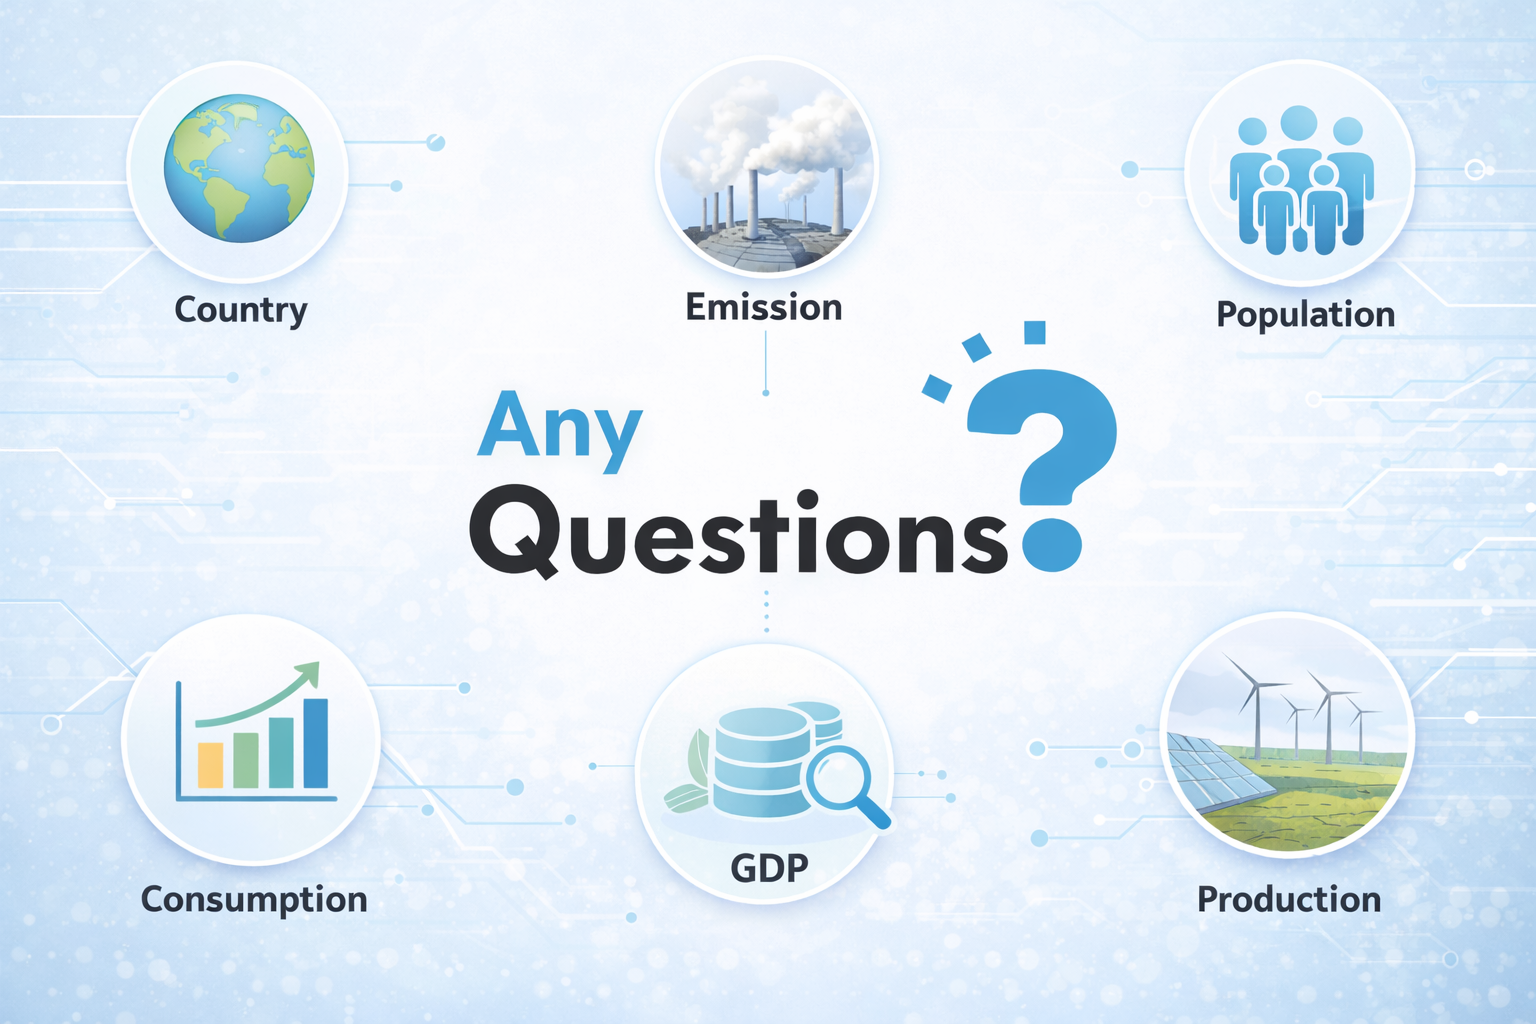 Country
Emission
Population
Any
Questions?
Consumption
GDP
Production